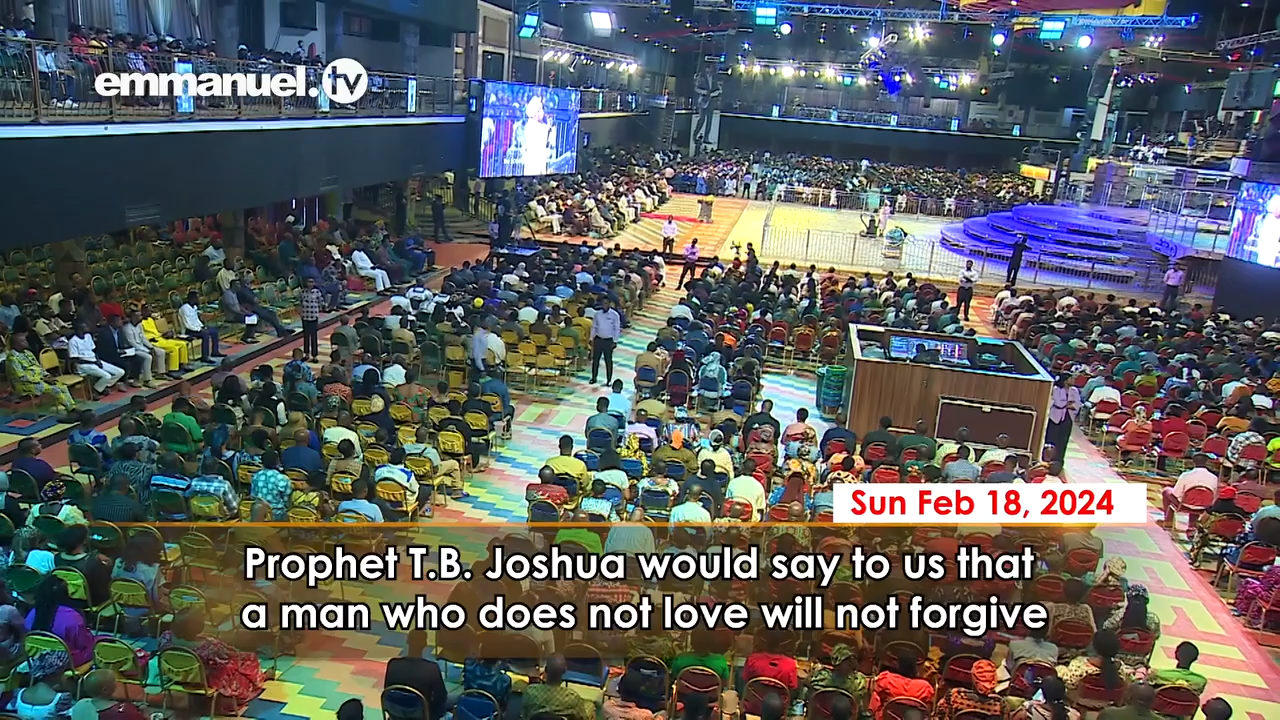 emmanuel.tv
Sun Feb 18, 2024
Prophet T.B. Joshua would say to us that
a man who does not love will not forgive